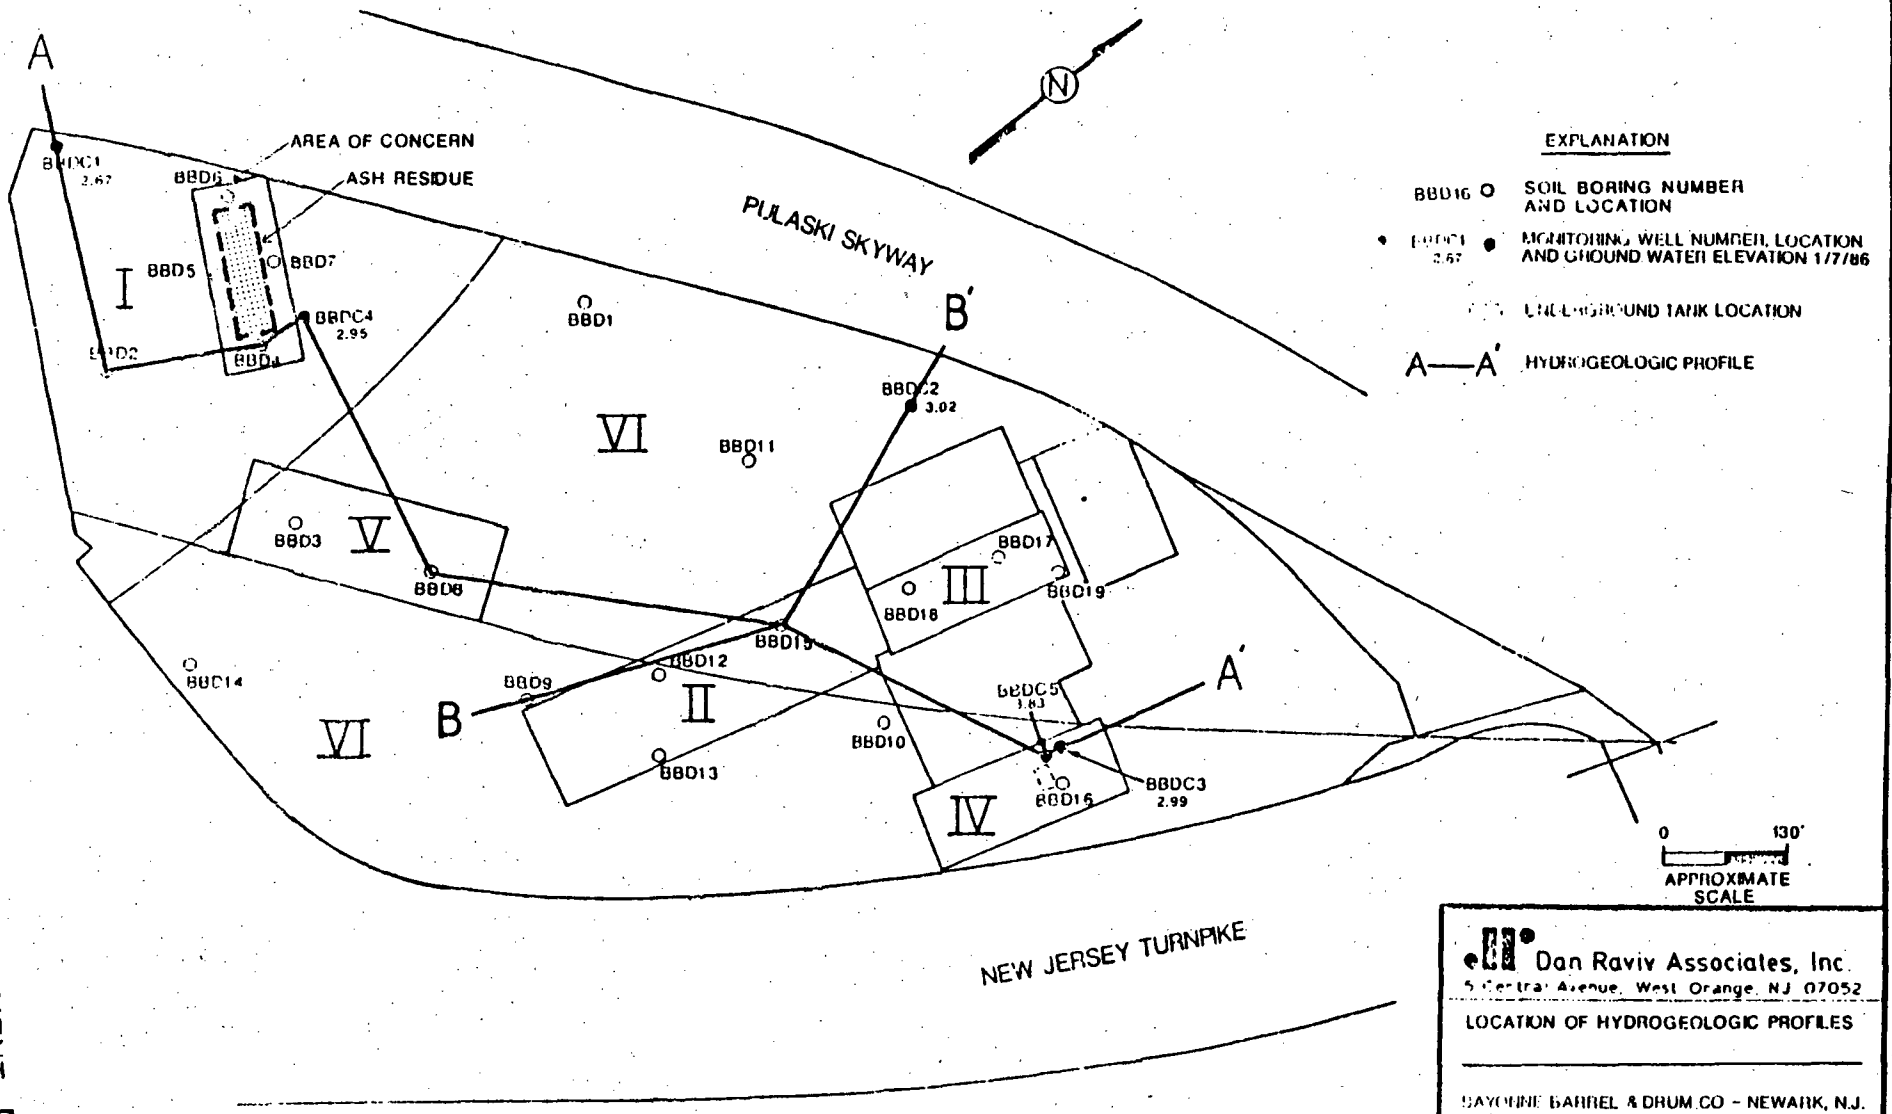 A
N
AREA OF CONCERN
ASH RESIDUE
2.67
BBD6
BBD5
BBD7
I
BBDC4
2.95
BBD4
PULASKI SKYWAY
BBD1
B'
BBDC2
3.02
VI
BBD11
BBD3
V
BBD8
BBD17
III
BBD18
BBD19
BBD15
BBD12
BBD14
BBD9
II
B
VI
BBD13
BBD10
BBDC5
3.83
A'
BBD16
BBDC3
2.99
IV
NEW JERSEY TURNPIKE
EXPLANATION
BBD16 SOIL BORING NUMBER
AND LOCATION
MONITORING WELL NUMBER, LOCATION
2.67 AND GROUND WATER ELEVATION 1/7/86
UNDERGROUND TANK LOCATION
A—A' HYDROGEOLOGIC PROFILE
0 130'
APPROXIMATE
SCALE
Dan Raviv Associates, Inc.
5 Central Avenue, West Orange, NJ 07052
LOCATION OF HYDROGEOLOGIC PROFILES
BAYONNE BARREL & DRUM CO - NEWARK, N.J.